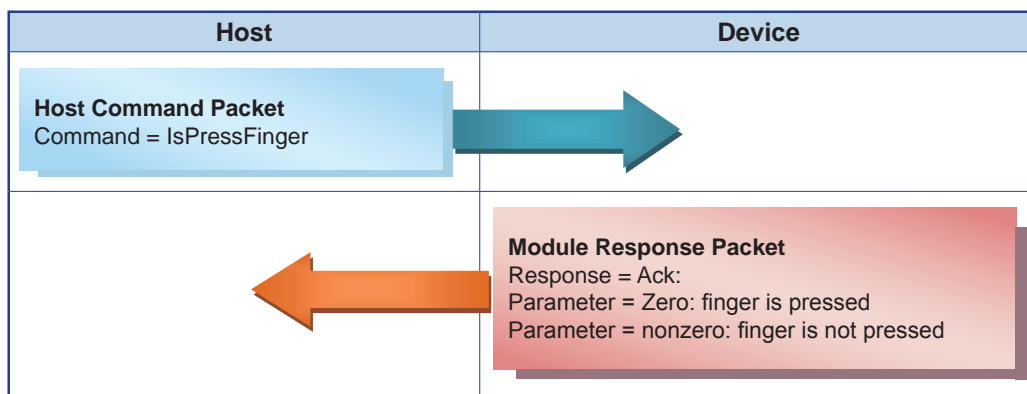 Host
Device
Host Command Packet
Command = IsPressFinger
Module Response Packet
Response = Ack:
Parameter = Zero: finger is pressed
Parameter = nonzero: finger is not pressed